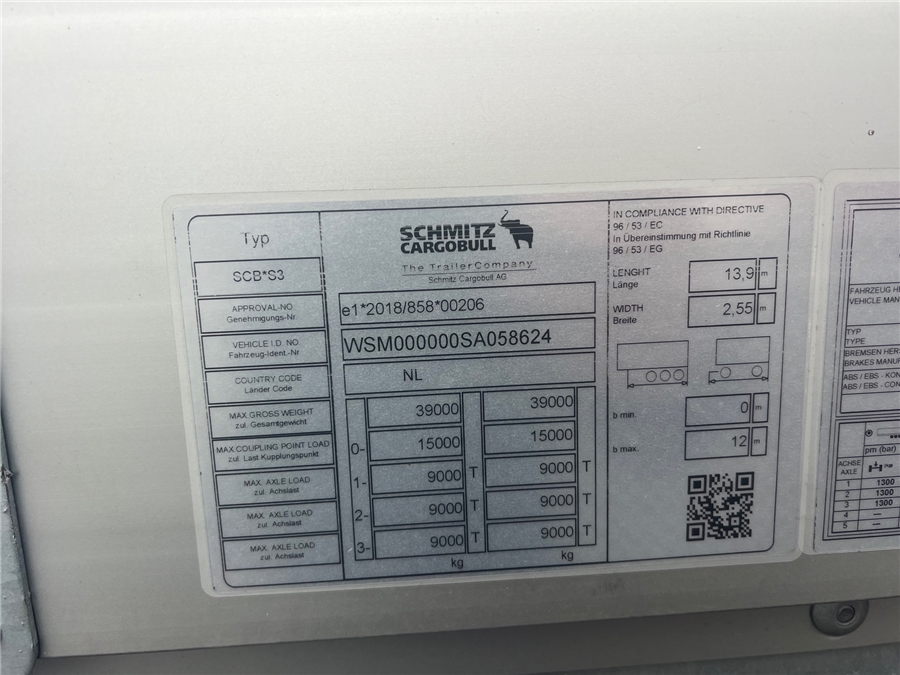 Typ
SCB*S3
SCHMITZ
CARGOBULL
The TrailerCompany
Schmitz Cargobull AG
APPROVAL-NO.
Genehmigungs-Nr
e1*2018/858*00206
VEHICLE I.D. NO.
Fahrzeug-Ident.-Nr
WSM000000SA058624
COUNTRY CODE
Länder Code
NL
MAX GROSS WEIGHT
zul. Gesamtgewicht
39000 39000
MAX.COUPLING POINT LOAD
zul. Last Kupplungspunkt
0- 15000 15000
MAX. AXLE LOAD
zul. Achslast
1- 9000 T 9000 T
MAX. AXLE LOAD
zul. Achslast
2- 9000 T 9000 T
MAX. AXLE LOAD
zul. Achslast
3- 9000 T 9000 T
kg kg
IN COMPLIANCE WITH DIRECTIVE
96 / 53 / EC
In Übereinstimmung mit Richtlinie
96 / 53 / EG
LENGHT
Länge
13,9 m
WIDTH
Breite
2,55 m
b min. 0 m
b max. 12 m
FAHRZEUG HE
VEHICLE MAN
TYP
TYPE
BREMSEN HERS
BRAKES MANUF
ABS / EBS - KON
ABS / EBS - CON
pm (bar)
ACHSE
AXLE
1 1300
2 1300
3 1300
4 —
5 —